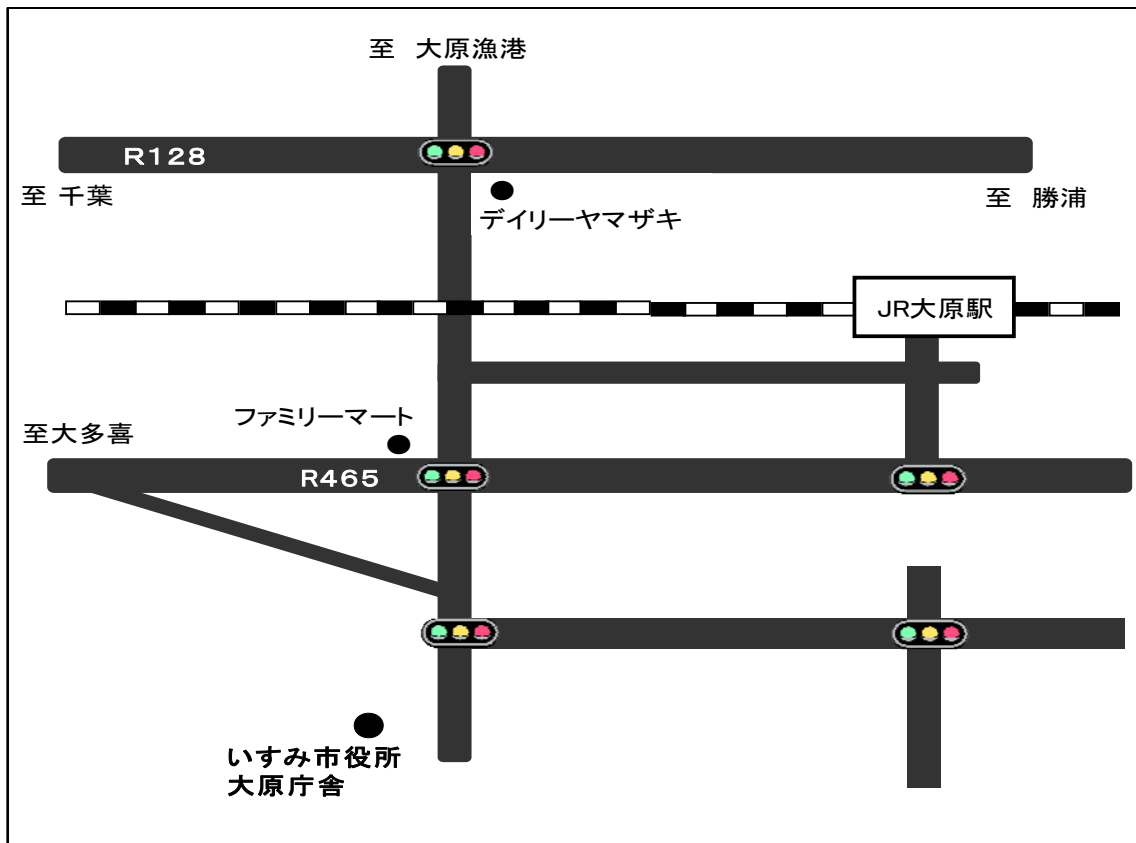 至　大原漁港
R128
至 千葉
至　勝浦
デイリーヤマザキ
JR大原駅
ファミリーマート
至大多喜
R465
いすみ市役所
大原庁舎